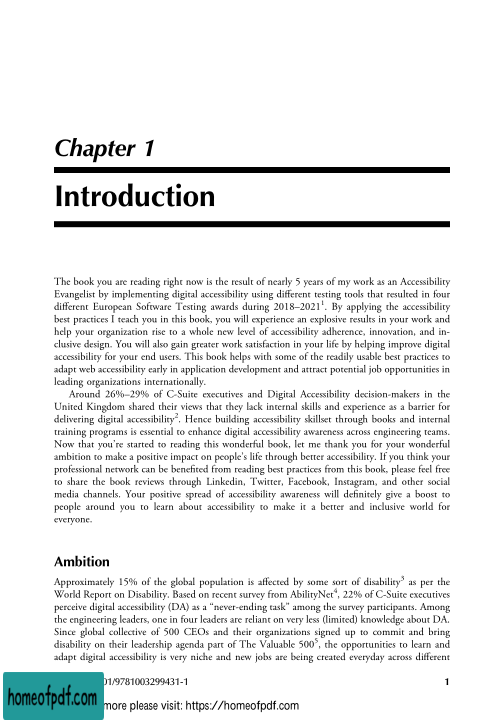 Chapter 1
Introduction
The book you are reading right now is the result of nearly 5 years of my work as an Accessibility
Evangelist by implementing digital accessibility using different testing tools that resulted in four
different European Software Testing awards during 2018–2021¹. By applying the accessibility
best practices I teach you in this book, you will experience an explosive results in your work and
help your organization rise to a whole new level of accessibility adherence, innovation, and in-
clusive design. You will also gain greater work satisfaction in your life by helping improve digital
accessibility for your end users. This book helps with some of the readily usable best practices to
adapt web accessibility early in application development and attract potential job opportunities in
leading organizations internationally.
Around 26%–29% of C-Suite executives and Digital Accessibility decision-makers in the
United Kingdom shared their views that they lack internal skills and experience as a barrier for
delivering digital accessibility². Hence building accessibility skillset through books and internal
training programs is essential to enhance digital accessibility awareness across engineering teams.
Now that you're started to reading this wonderful book, let me thank you for your wonderful
ambition to make a positive impact on people's life through better accessibility. If you think your
professional network can be benefited from reading best practices from this book, please feel free
to share the book reviews through Linkedin, Twitter, Facebook, Instagram, and other social
media channels. Your positive spread of accessibility awareness will definitely give a boost to
people around you to learn about accessibility to make it a better and inclusive world for
everyone.
Ambition
Approximately 15% of the global population is affected by some sort of disability³ as per the
World Report on Disability. Based on recent survey from AbilityNet⁴, 22% of C-Suite executives
perceive digital accessibility (DA) as a “never-ending task” among the survey participants. Among
the engineering leaders, one in four leaders are reliant on very less (limited) knowledge about DA.
Since global collective of 500 CEOs and their organizations signed up to commit and bring
disability on their leadership agenda part of The Valuable 500⁵, the opportunities to learn and
adapt digital accessibility is very niche and new jobs are being created everyday across different
01/9781003299431-1 1
homeofpdf.com more please visit: https://homeofpdf.com